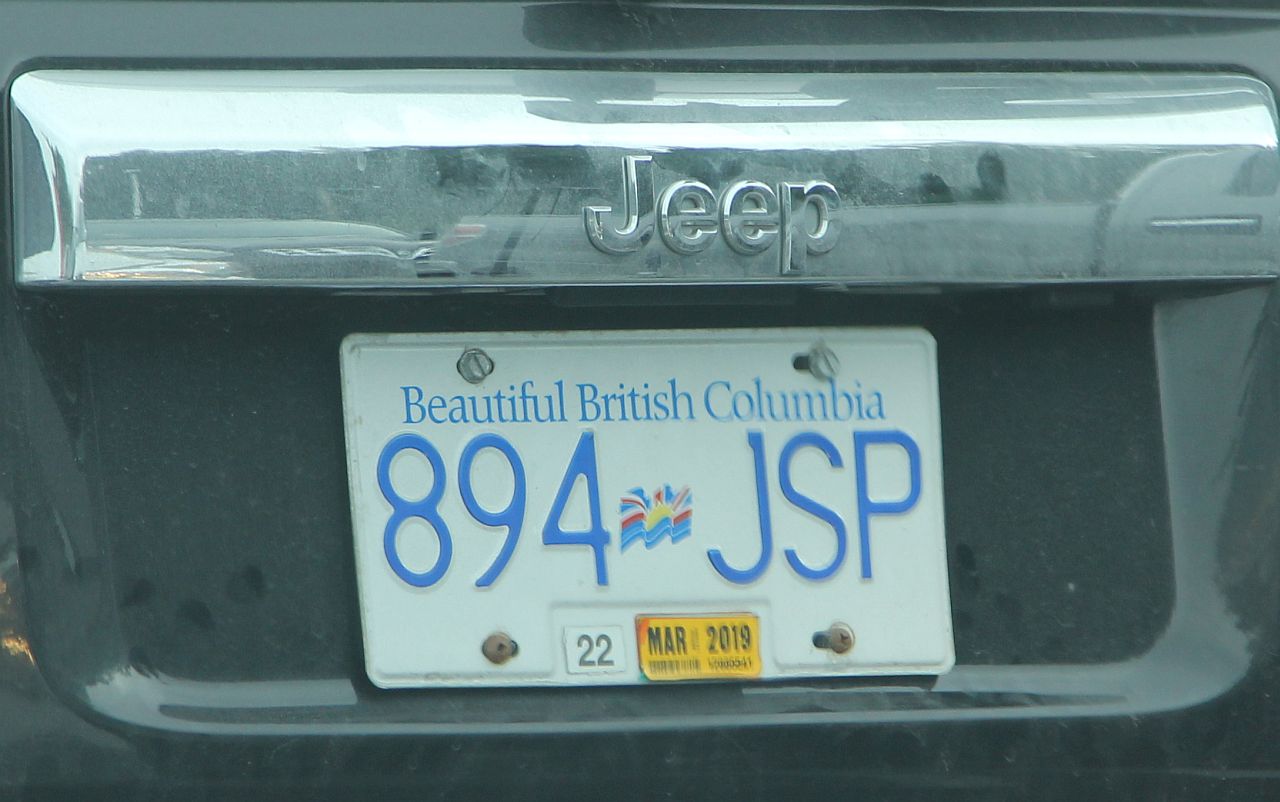 Jeep
Beautiful British Columbia
894 JSP
22 MAR 2019